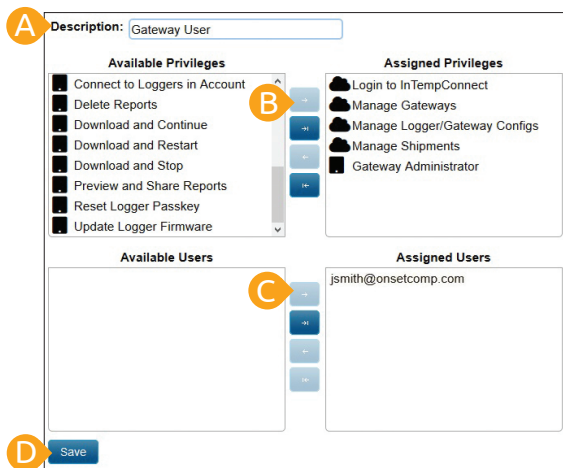 A
Description: Gateway User
Available Privileges
Connect to Loggers in Account
Delete Reports
Download and Continue
Download and Restart
Download and Stop
Preview and Share Reports
Reset Logger Passkey
Update Logger Firmware
B
Assigned Privileges
Login to InTempConnect
Manage Gateways
Manage Logger/Gateway Configs
Manage Shipments
Gateway Administrator
Available Users
C
Assigned Users
jsmith@onsetcomp.com
D
Save